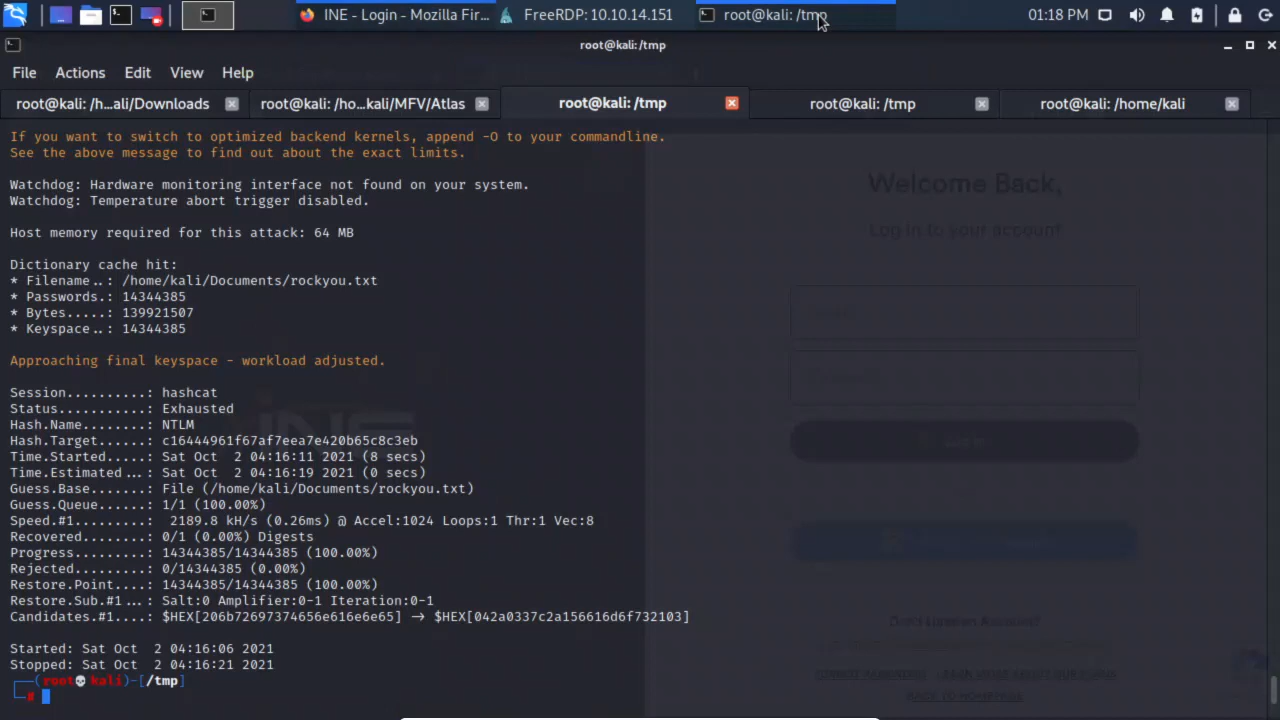 INE - Login - Mozilla Fir...
FreeRDP: 10.10.14.151
root@kali: /tmp
01:18 PM
root@kali: /tmp
File Actions Edit View Help
root@kali: /h...ali/Downloads
root@kali: /ho...kali/MFV/Atlas
root@kali: /tmp
root@kali: /tmp
root@kali: /home/kali
If you want to switch to optimized backend kernels, append -O to your commandline.
See the above message to find out about the exact limits.
Watchdog: Hardware monitoring interface not found on your system.
Watchdog: Temperature abort trigger disabled.
Host memory required for this attack: 64 MB
Dictionary cache hit:
* Filename..: /home/kali/Documents/rockyou.txt
* Passwords.: 14344385
* Bytes.....: 139921507
* Keyspace..: 14344385
Approaching final keyspace - workload adjusted.
Session..........: hashcat
Status...........: Exhausted
Hash.Name........: NTLM
Hash.Target......: c16444961f67af7eea7e420b65c8c3eb
Time.Started.....: Sat Oct  2 04:16:11 2021 (8 secs)
Time.Estimated...: Sat Oct  2 04:16:19 2021 (0 secs)
Guess.Base.......: File (/home/kali/Documents/rockyou.txt)
Guess.Queue......: 1/1 (100.00%)
Speed.#1.........:  2189.8 kH/s (0.26ms) @ Accel:1024 Loops:1 Thr:1 Vec:8
Recovered........: 0/1 (0.00%) Digests
Progress.........: 14344385/14344385 (100.00%)
Rejected.........: 0/14344385 (0.00%)
Restore.Point....: 14344385/14344385 (100.00%)
Restore.Sub.#1...: Salt:0 Amplifier:0-1 Iteration:0-1
Candidates.#1....: $HEX[206b72697374656e616e6e65] -> $HEX[042a0337c2a156616d6f732103]
Started: Sat Oct  2 04:16:06 2021
Stopped: Sat Oct  2 04:16:21 2021
(root💀kali)-[/tmp]
#
Welcome Back,
Log in to your account
INE